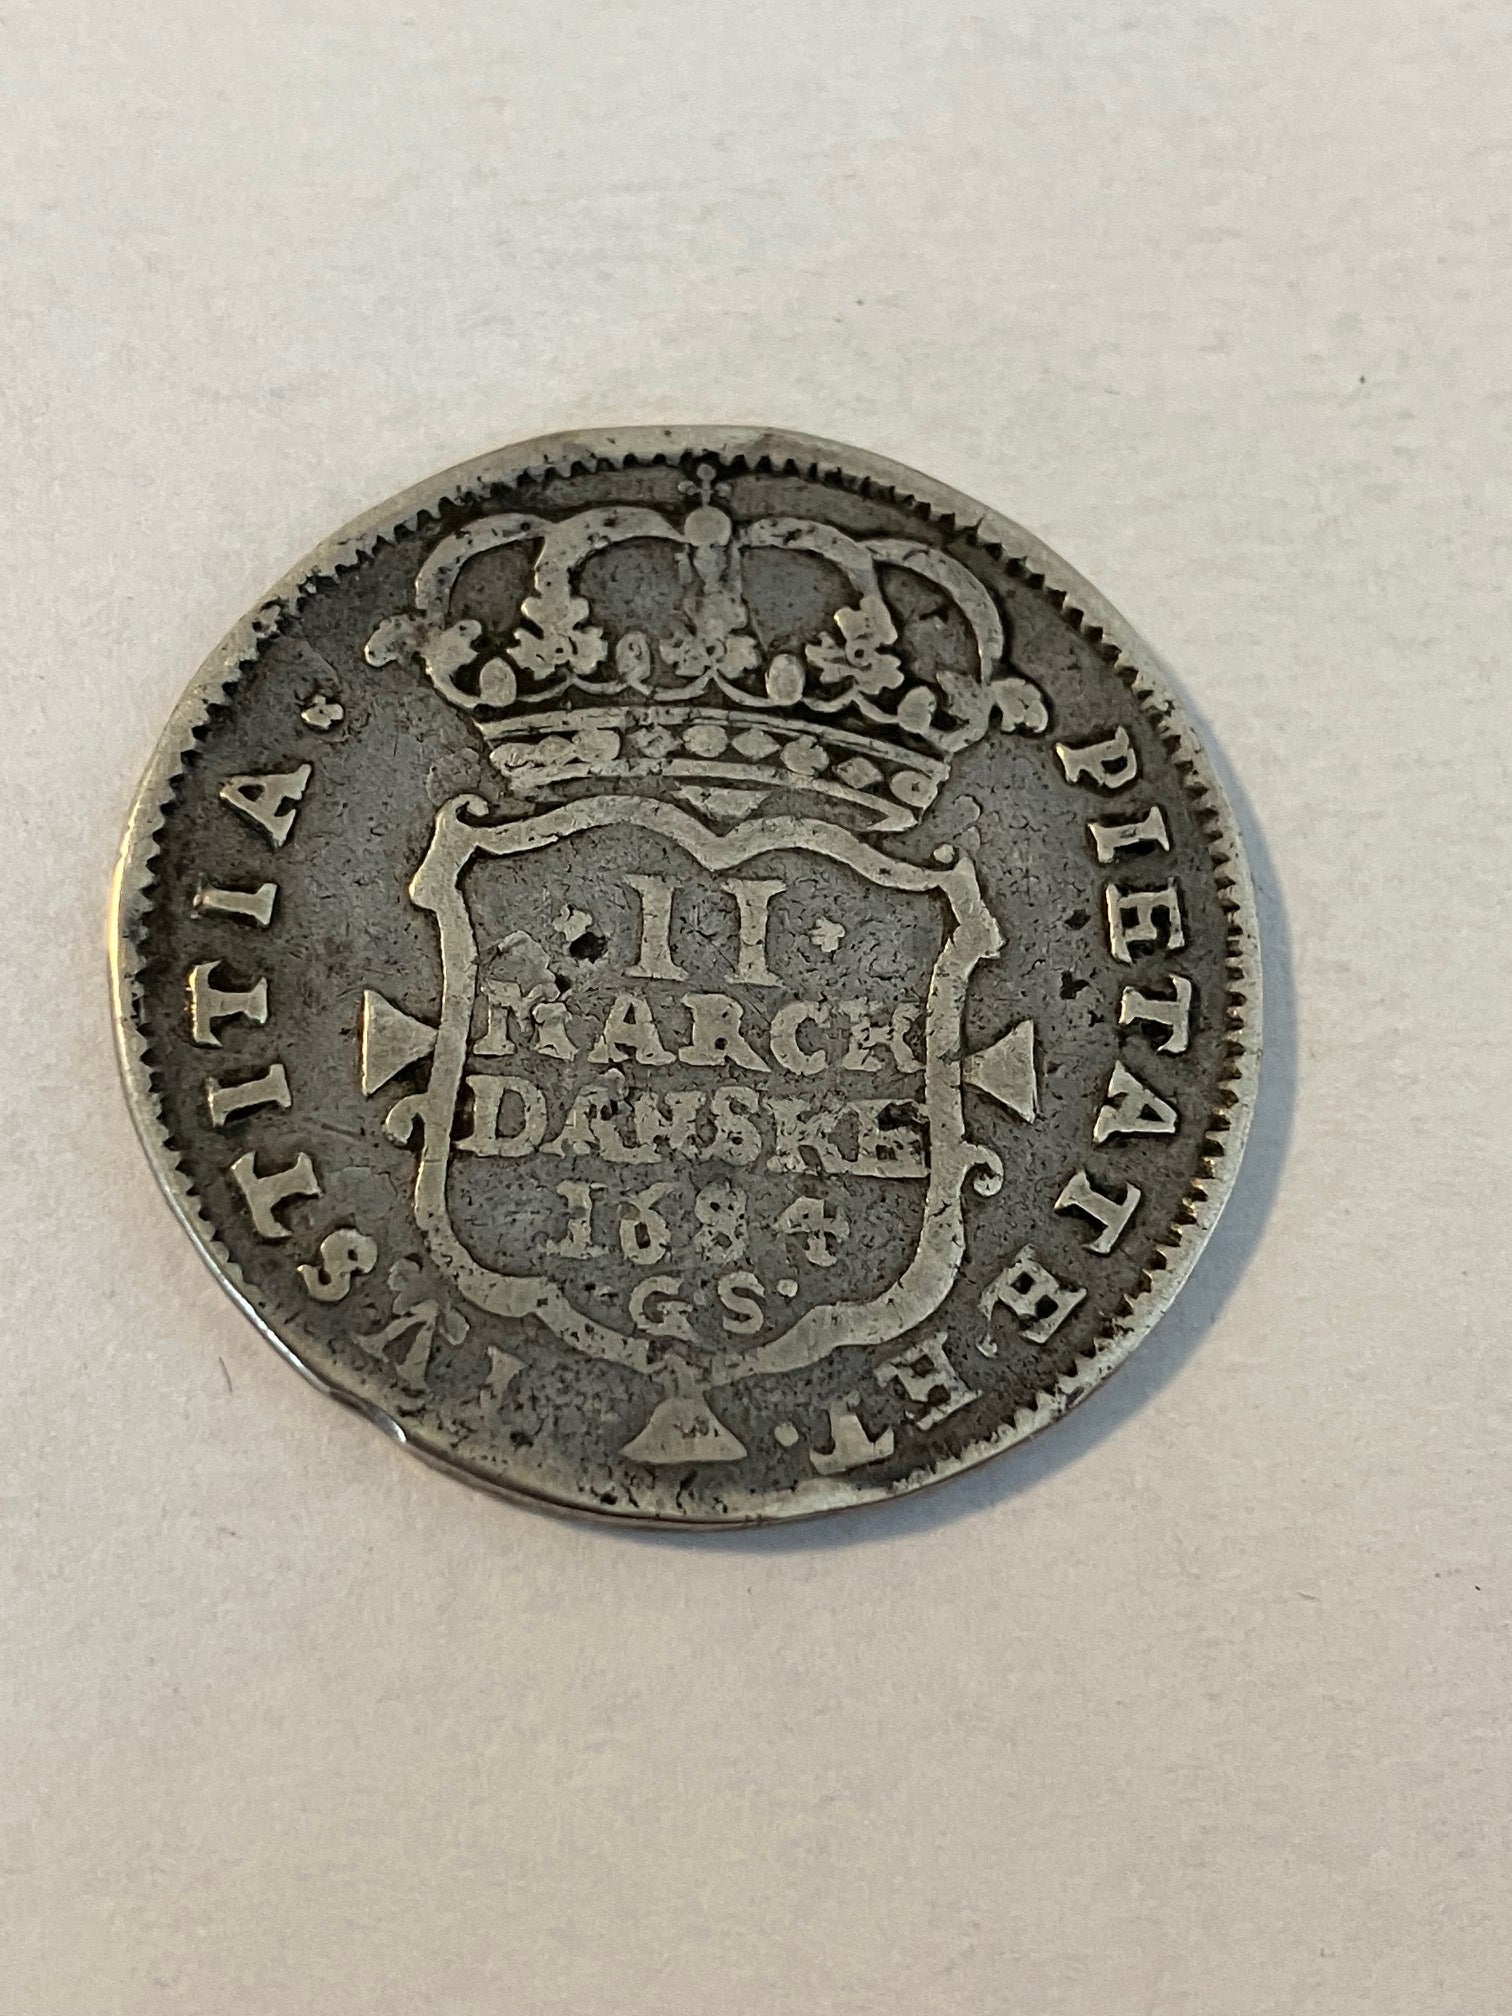 PIETATE·ET·IVSTITIA·
·II·
MARCK
DANSKE
1684
·GS·